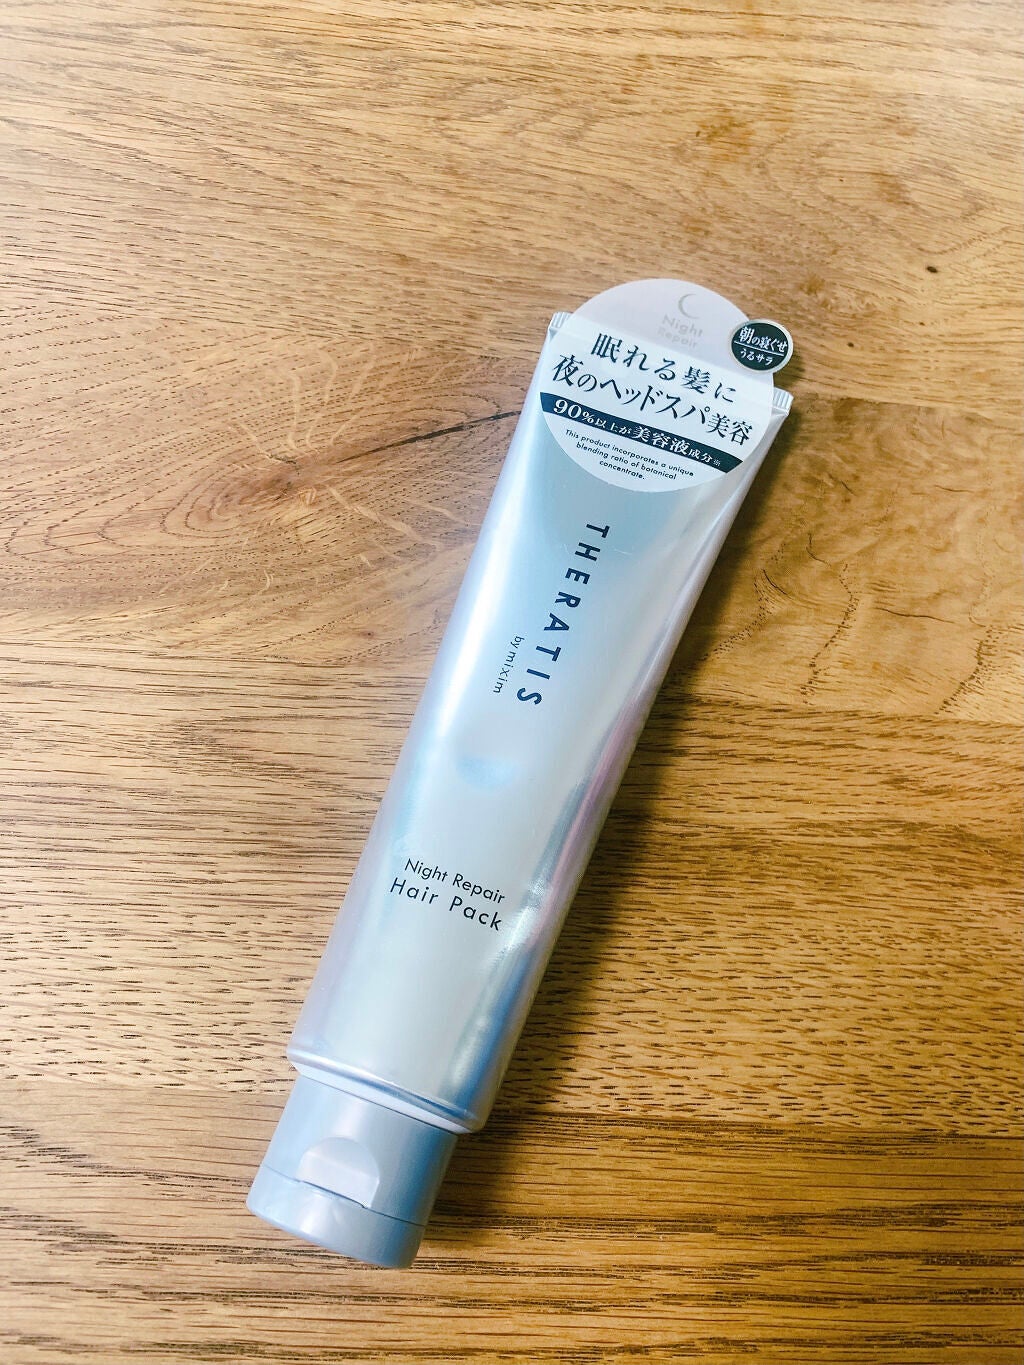 Night
Repair
朝の寝ぐせ
うるサラ
眠れる髪に
夜のヘッドスパ美容
90%以上が美容液成分※
This product incorporates a unique
blending ratio of botanical
concentrate.
THERATIS
by mixim
Night Repair
Hair Pack